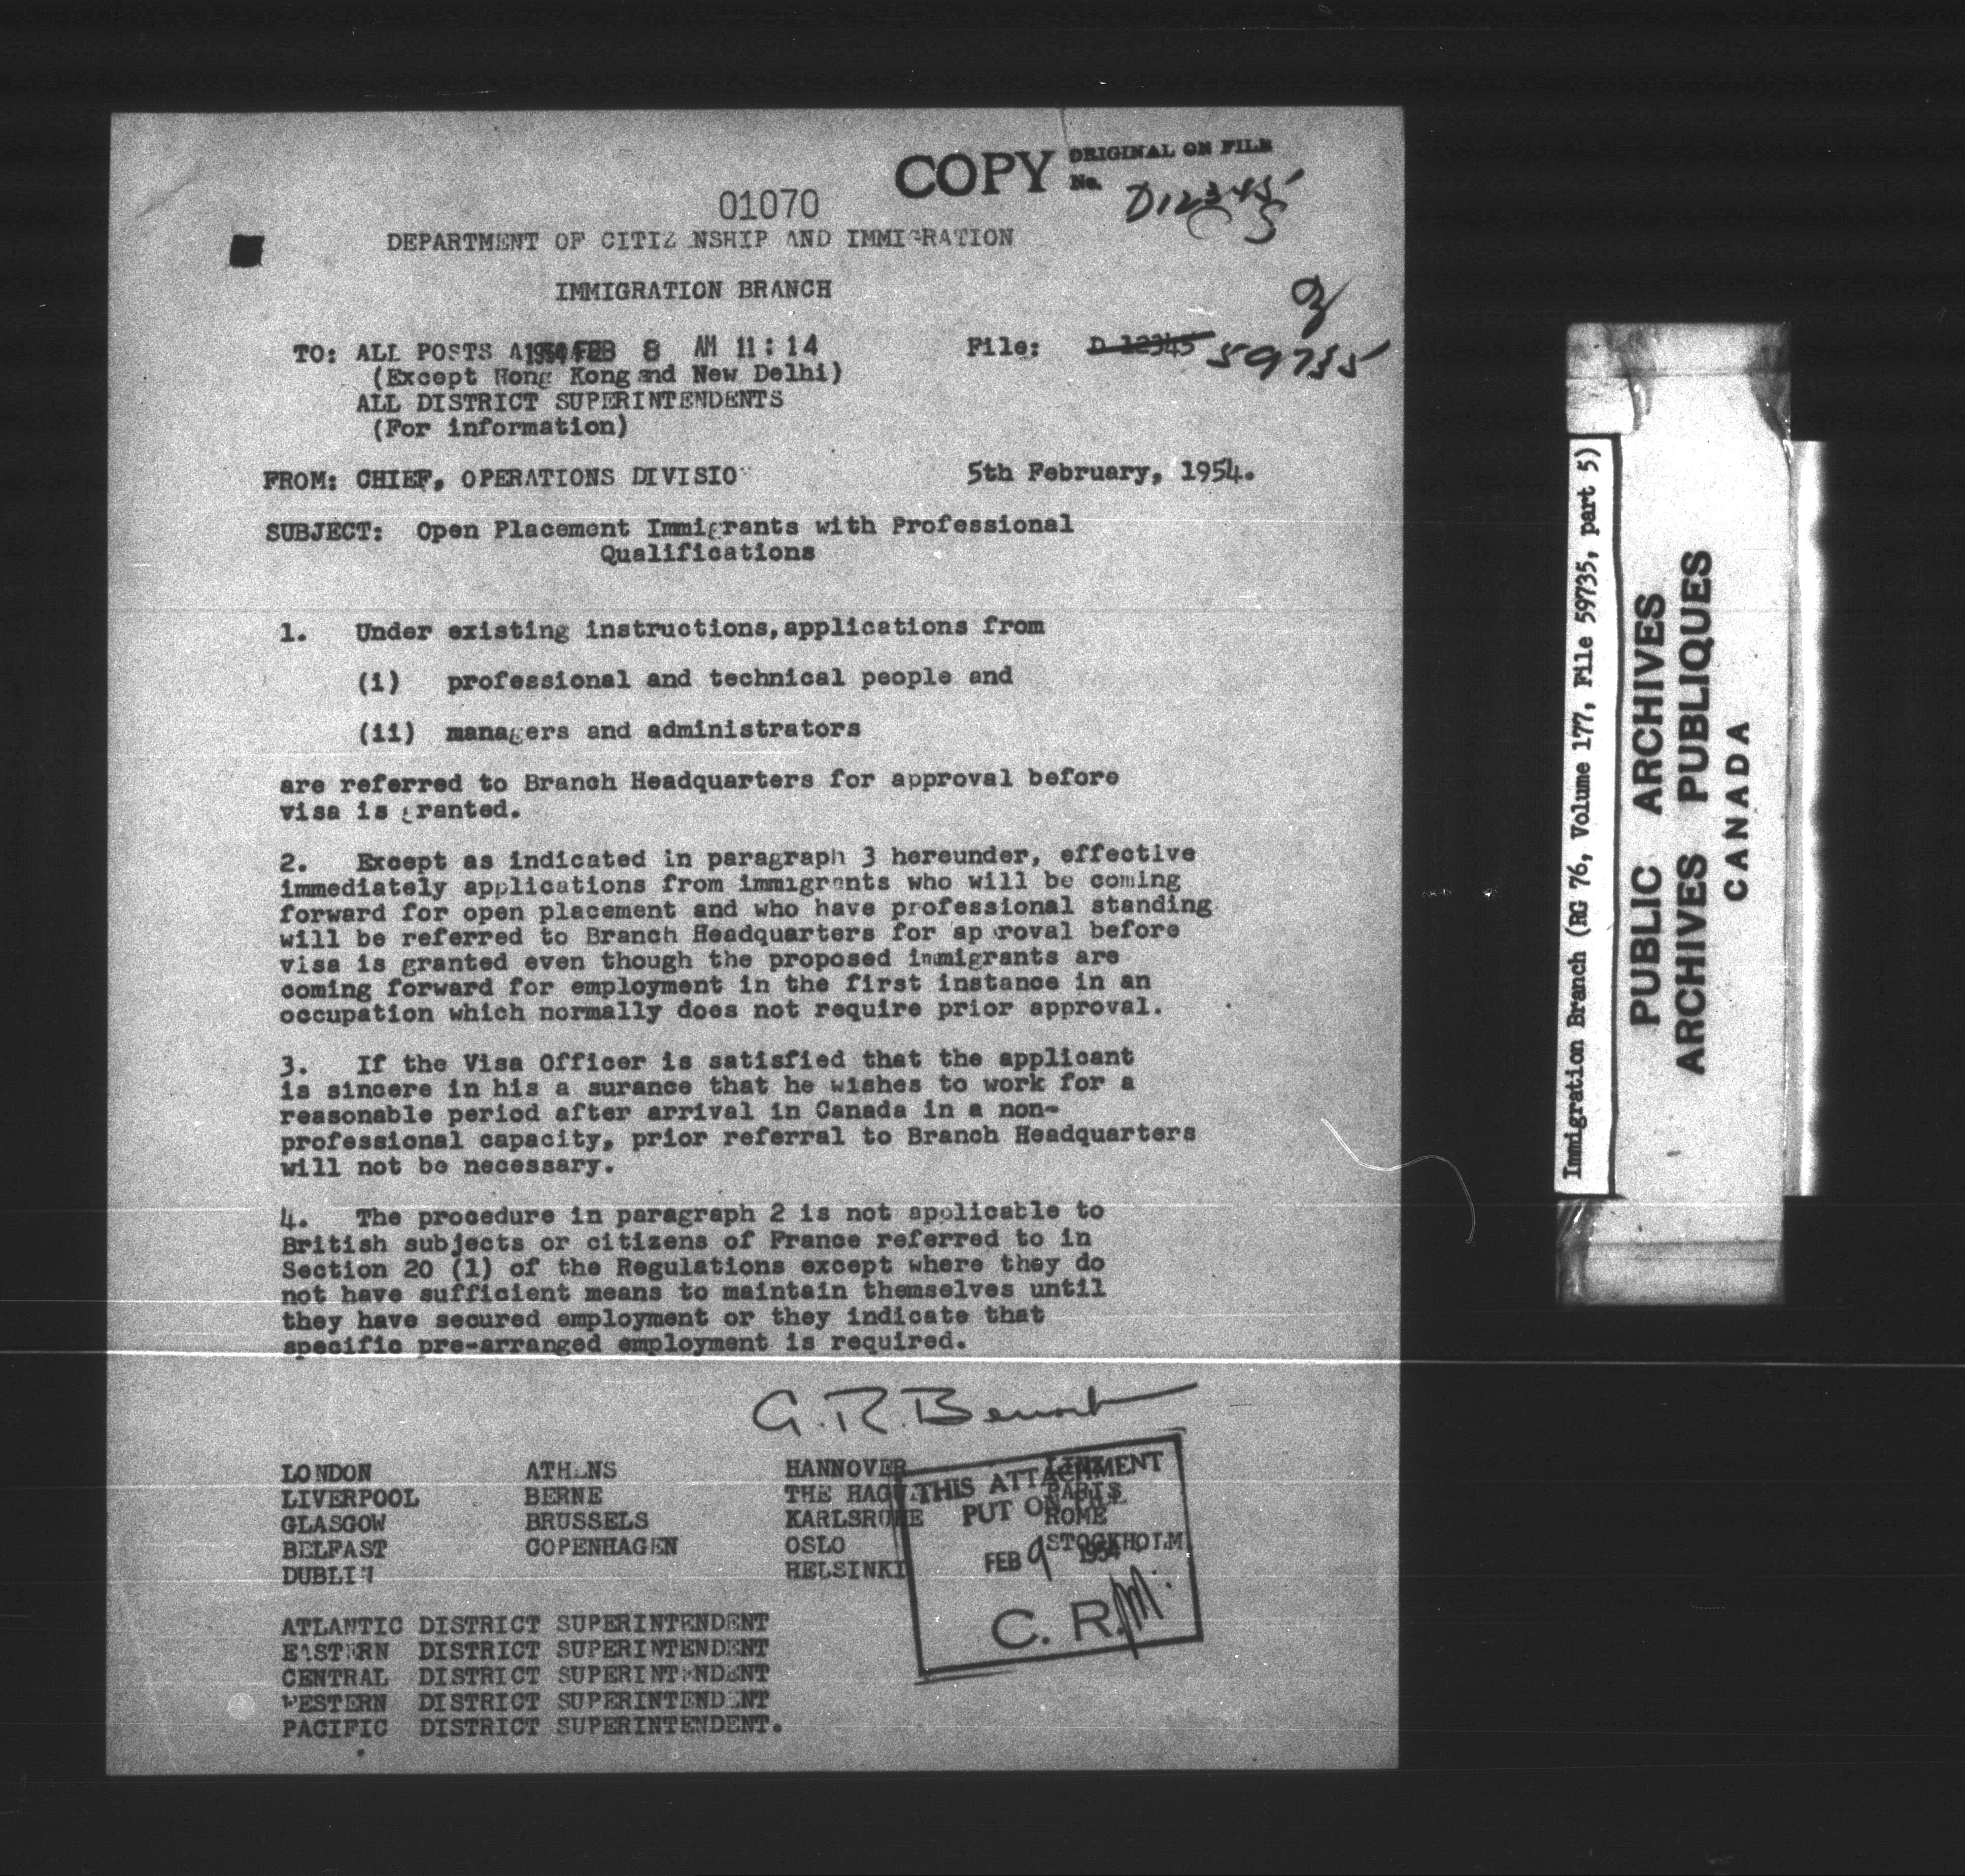 COPY ORIGINAL ON FILE
No. D12345
01070
DEPARTMENT OF CITIZ NSHIP AND IMMIGRATION
IMMIGRATION BRANCH
TO: ALL POSTS 1954 FEB 8 AM 11:14
File: D 12345 59735
(Except Hong Kong and New Delhi)
ALL DISTRICT SUPERINTENDENTS
(For information)
FROM: CHIEF, OPERATIONS DIVISIO
5th February, 1954.
SUBJECT: Open Placement Immigrants with Professional
Qualifications
1. Under existing instructions, applications from
(i) professional and technical people and
(ii) managers and administrators
are referred to Branch Headquarters for approval before
visa is granted.
2. Except as indicated in paragraph 3 hereunder, effective
immediately applications from immigrants who will be coming
forward for open placement and who have professional standing
will be referred to Branch Headquarters for ap roval before
visa is granted even though the proposed immigrants are
coming forward for employment in the first instance in an
occupation which normally does not require prior approval.
3. If the Visa Officer is satisfied that the applicant
is sincere in his a surance that he wishes to work for a
reasonable period after arrival in Canada in a non-
professional capacity, prior referral to Branch Headquarters
will not be necessary.
4. The procedure in paragraph 2 is not applicable to
British subjects or citizens of France referred to in
Section 20 (1) of the Regulations except where they do
not have sufficient means to maintain themselves until
they have secured employment or they indicate that
specific pre-arranged employment is required.
G.R. Benoit
LONDON ATHENS HANNOVER LINZ
LIVERPOOL BERNE THE HAGUE PARIS
GLASGOW BRUSSELS KARLSRUHE ROME
BELFAST COPENHAGEN OSLO STOCKHOLM
DUBLIN HELSINKI
THIS ATTACHMENT
PUT ON FILE
FEB 9 1954
C. R.
ATLANTIC DISTRICT SUPERINTENDENT
EASTERN DISTRICT SUPERINTENDENT
CENTRAL DISTRICT SUPERINTENDENT
WESTERN DISTRICT SUPERINTENDENT
PACIFIC DISTRICT SUPERINTENDENT.
Immigration Branch (RG 76, Volume 177, File 59735, part 5)
PUBLIC ARCHIVES
ARCHIVES PUBLIQUES
CANADA